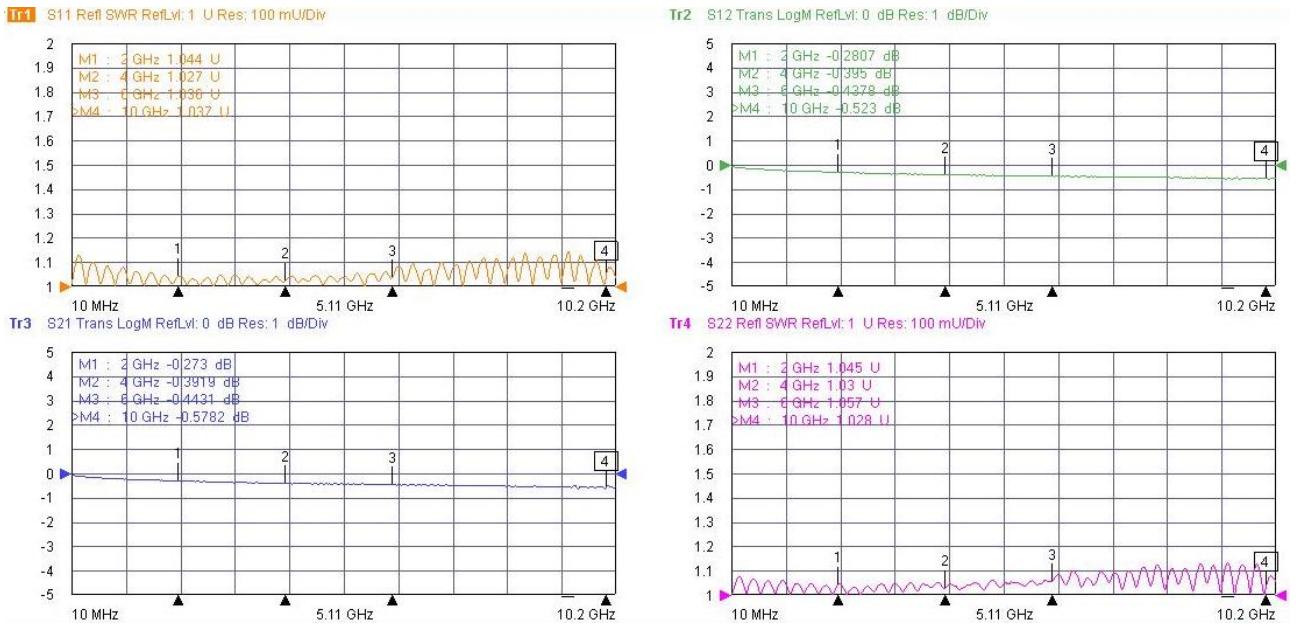 Tr1 S11 Refl SWR RefLvl: 1 U Res: 100 mU/Div
2
1.9
1.8
1.7
1.6
1.5
1.4
1.3
1.2
1.1
1
M1 : 2 GHz 1.044 U
M2 : 4 GHz 1.027 U
M3 : 6 GHz 1.036 U
>M4 : 10 GHz 1.037 U
1
2
3
4
10 MHz 5.11 GHz 10.2 GHz
Tr2 S12 Trans LogM RefLvl: 0 dB Res: 1 dB/Div
5
4
3
2
1
0
-1
-2
-3
-4
-5
M1 : 2 GHz -0.2807 dB
M2 : 4 GHz -0.395 dB
M3 : 6 GHz -0.4378 dB
>M4 : 10 GHz -0.523 dB
1
2
3
4
10 MHz 5.11 GHz 10.2 GHz
Tr3 S21 Trans LogM RefLvl: 0 dB Res: 1 dB/Div
5
4
3
2
1
0
-1
-2
-3
-4
-5
M1 : 2 GHz -0.273 dB
M2 : 4 GHz -0.3919 dB
M3 : 6 GHz -0.4431 dB
>M4 : 10 GHz -0.5782 dB
1
2
3
4
10 MHz 5.11 GHz 10.2 GHz
Tr4 S22 Refl SWR RefLvl: 1 U Res: 100 mU/Div
2
1.9
1.8
1.7
1.6
1.5
1.4
1.3
1.2
1.1
1
M1 : 2 GHz 1.045 U
M2 : 4 GHz 1.03 U
M3 : 6 GHz 1.057 U
>M4 : 10 GHz 1.028 U
1
2
3
4
10 MHz 5.11 GHz 10.2 GHz